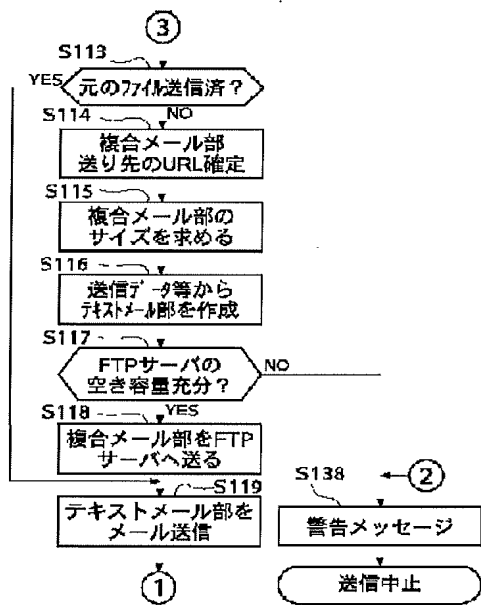 ③
S113
YES
元のファイル送信済？
NO
S114
複合メール部
送り先のURL確定
S115
複合メール部の
サイズを求める
S116
送信データ等から
テキストメール部を作成
S117
FTPサーバの
空き容量充分？
NO
S118
YES
複合メール部をFTP
サーバへ送る
S119
テキストメール部を
メール送信
①
S138
②
警告メッセージ
送信中止